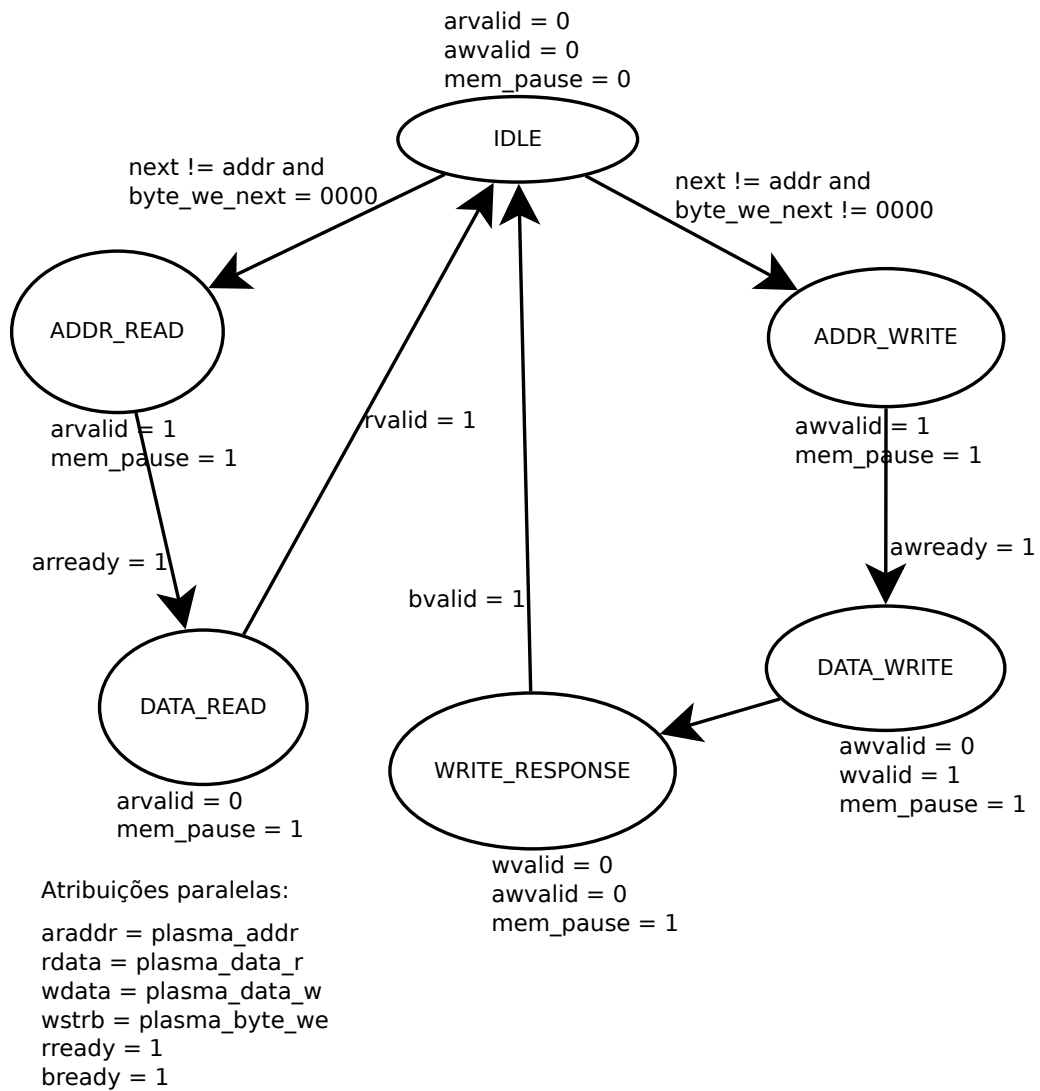 arvalid = 0
awvalid = 0
mem_pause = 0
IDLE
next != addr and
byte_we_next = 0000
next != addr and
byte_we_next != 0000
ADDR_READ
ADDR_WRITE
arvalid = 1
mem_pause = 1
rvalid = 1
awvalid = 1
mem_pause = 1
arready = 1
awready = 1
bvalid = 1
DATA_READ
DATA_WRITE
WRITE_RESPONSE
arvalid = 0
mem_pause = 1
awvalid = 0
wvalid = 1
mem_pause = 1
wvalid = 0
awvalid = 0
mem_pause = 1
Atribuições paralelas:
araddr = plasma_addr
rdata = plasma_data_r
wdata = plasma_data_w
wstrb = plasma_byte_we
rready = 1
bready = 1